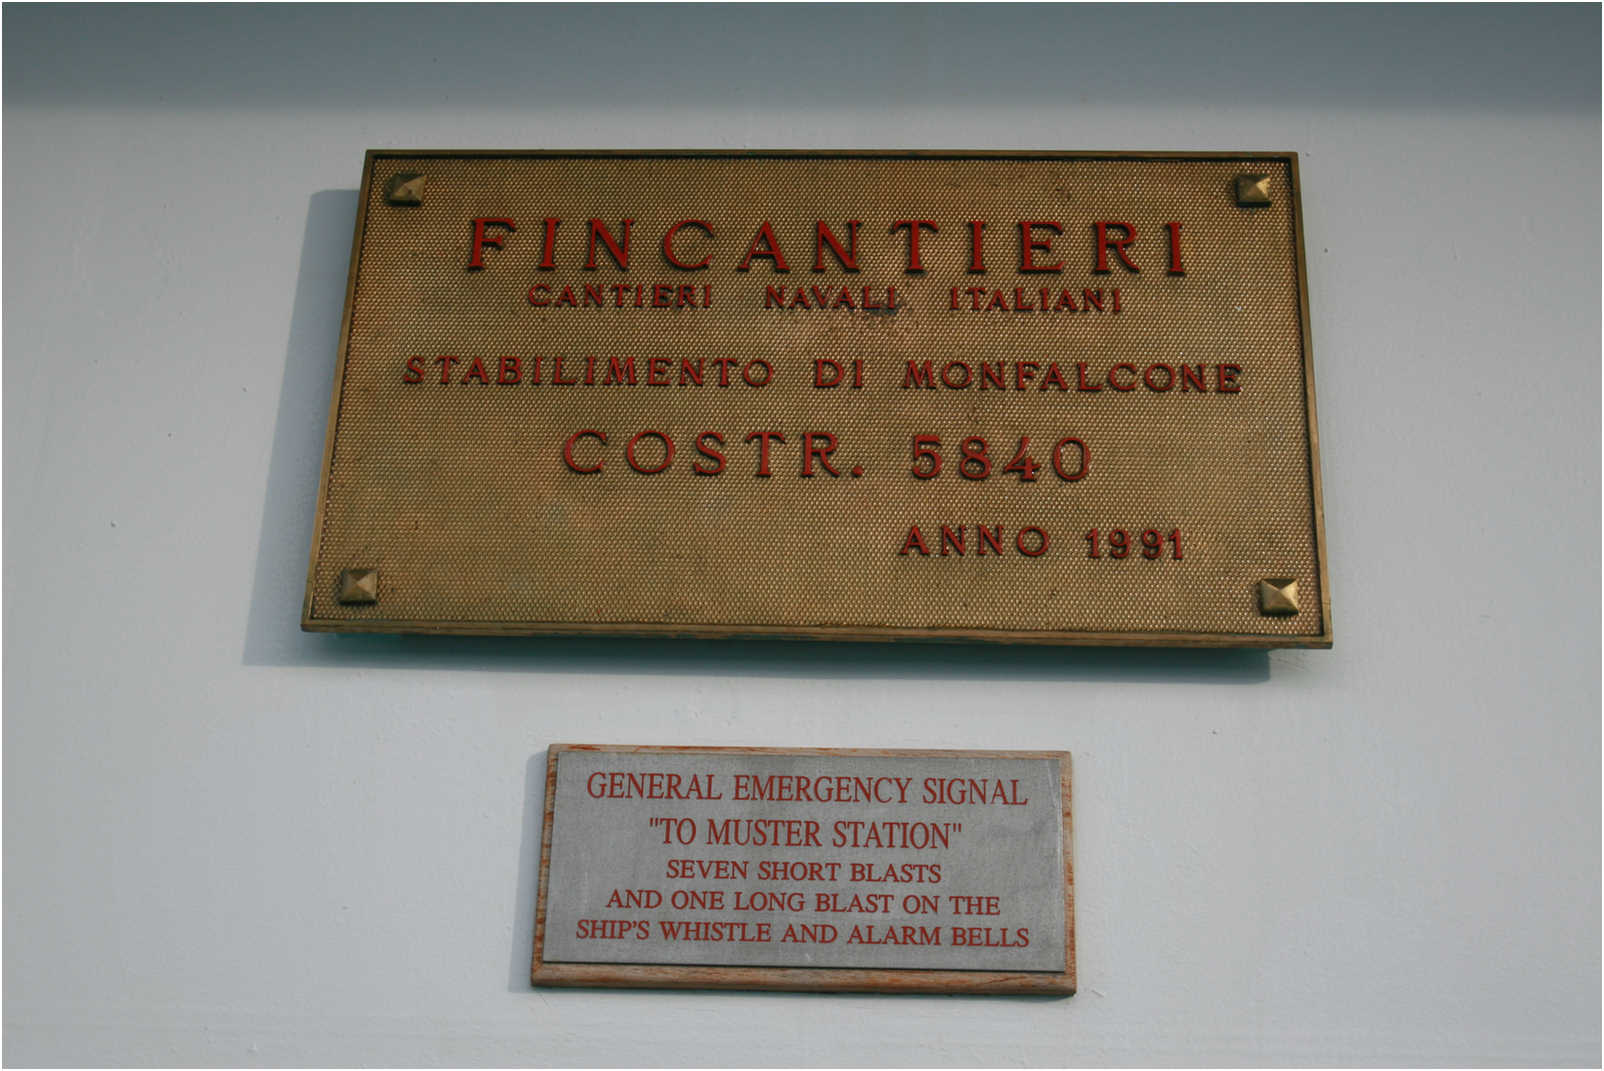 FINCANTIERI
CANTIERI NAVALI ITALIANI
STABILIMENTO DI MONFALCONE
COSTR. 5840
ANNO 1991
GENERAL EMERGENCY SIGNAL
"TO MUSTER STATION"
SEVEN SHORT BLASTS
AND ONE LONG BLAST ON THE
SHIP'S WHISTLE AND ALARM BELLS